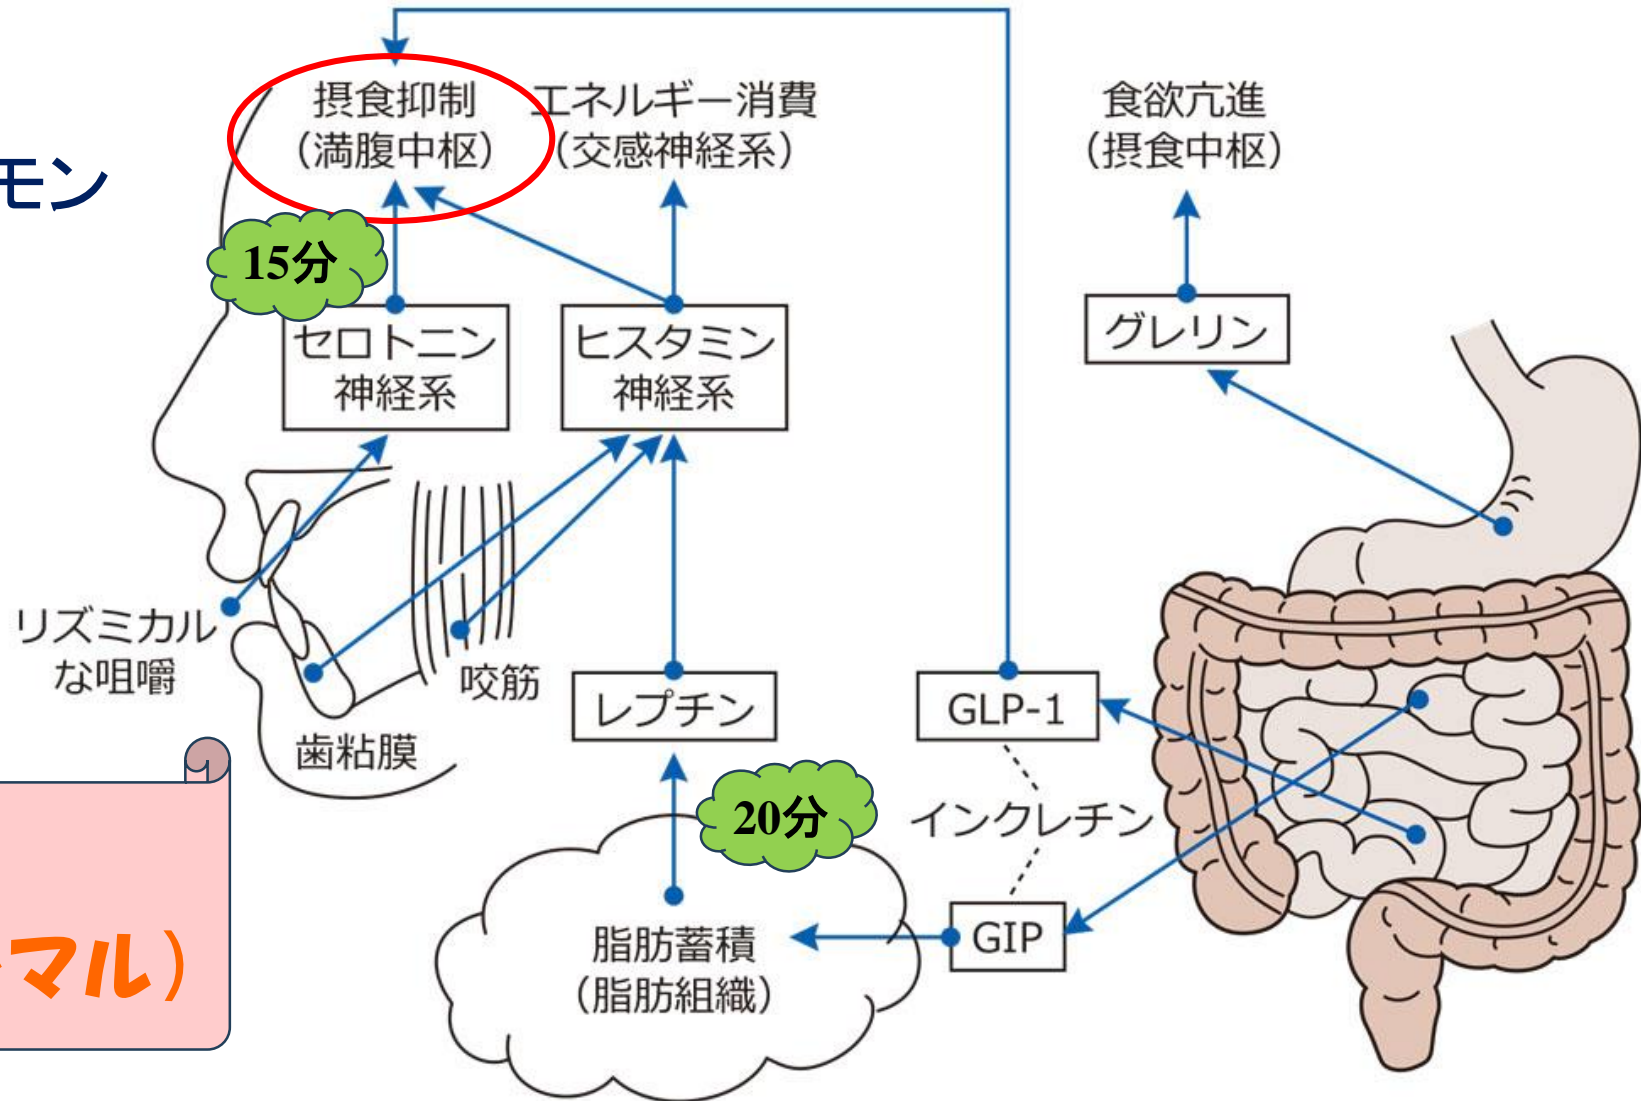 摂食抑制
(満腹中枢)
エネルギー消費
(交感神経系)
食欲亢進
(摂食中枢)
モン
15分
セロトニン
神経系
ヒスタミン
神経系
グレリン
リズミカル
な咀嚼
咬筋
歯粘膜
レプチン
GLP-1
20分
インクレチン
脂肪蓄積
(脂肪組織)
GIP
マル)